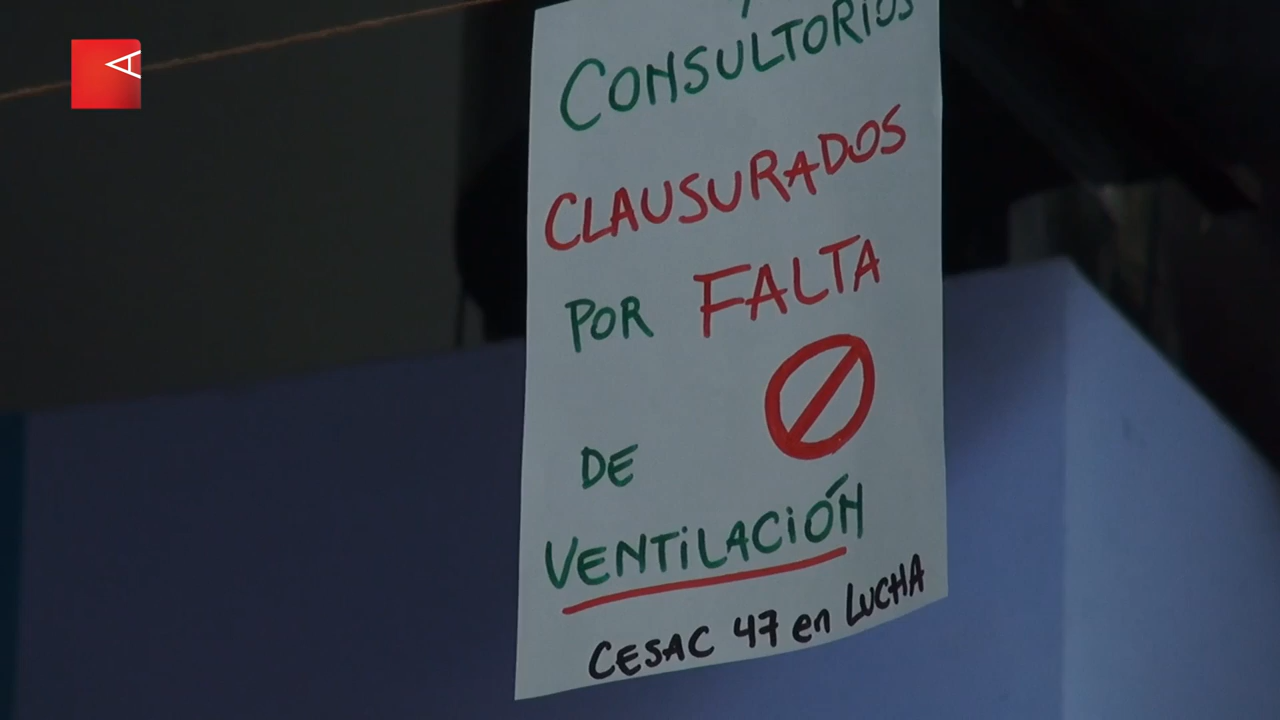 CONSULTORIOS
CLAUSURADOS
POR FALTA
DE
VENTILACIÓN
CESAC 47 en LUCHA
A